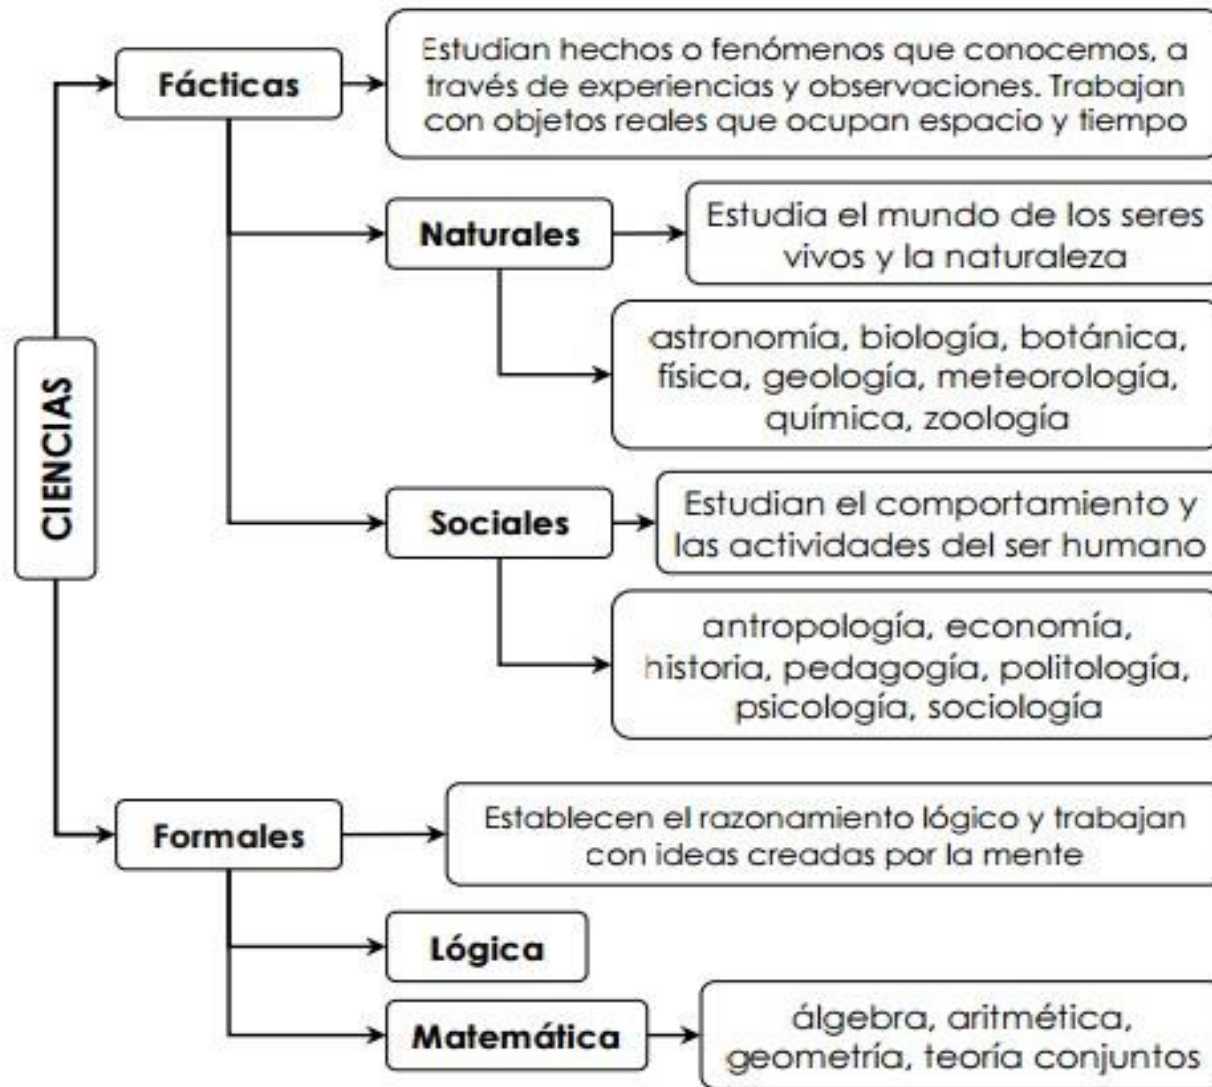 CIENCIAS
Fácticas
Estudian hechos o fenómenos que conocemos, a
través de experiencias y observaciones. Trabajan
con objetos reales que ocupan espacio y tiempo
Naturales
Estudia el mundo de los seres
vivos y la naturaleza
astronomía, biología, botánica,
física, geología, meteorología,
química, zoología
Sociales
Estudian el comportamiento y
las actividades del ser humano
antropología, economía,
historia, pedagogía, politología,
psicología, sociología
Formales
Establecen el razonamiento lógico y trabajan
con ideas creadas por la mente
Lógica
Matemática
álgebra, aritmética,
geometría, teoría conjuntos